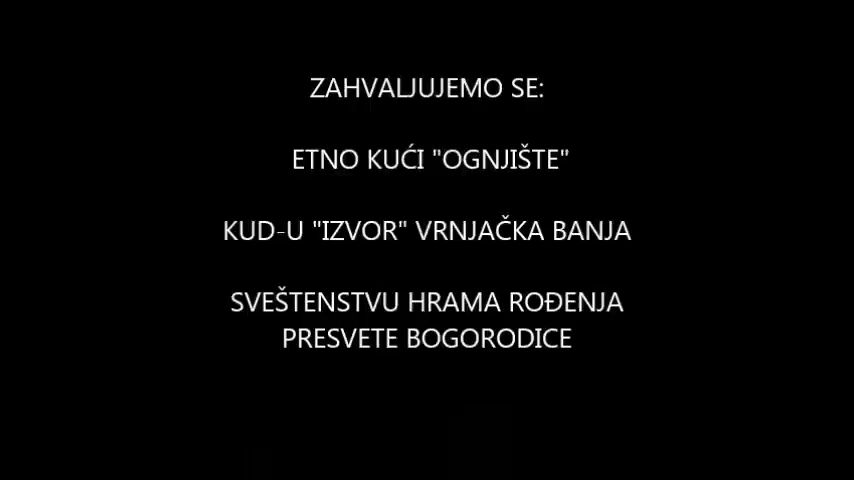 ZAHVALJUJEMO SE:
ETNO KUĆI "OGNJIŠTE"
KUD-U "IZVOR" VRNJAČKA BANJA
SVEŠTENSTVU HRAMA ROĐENJA
PRESVETE BOGORODICE